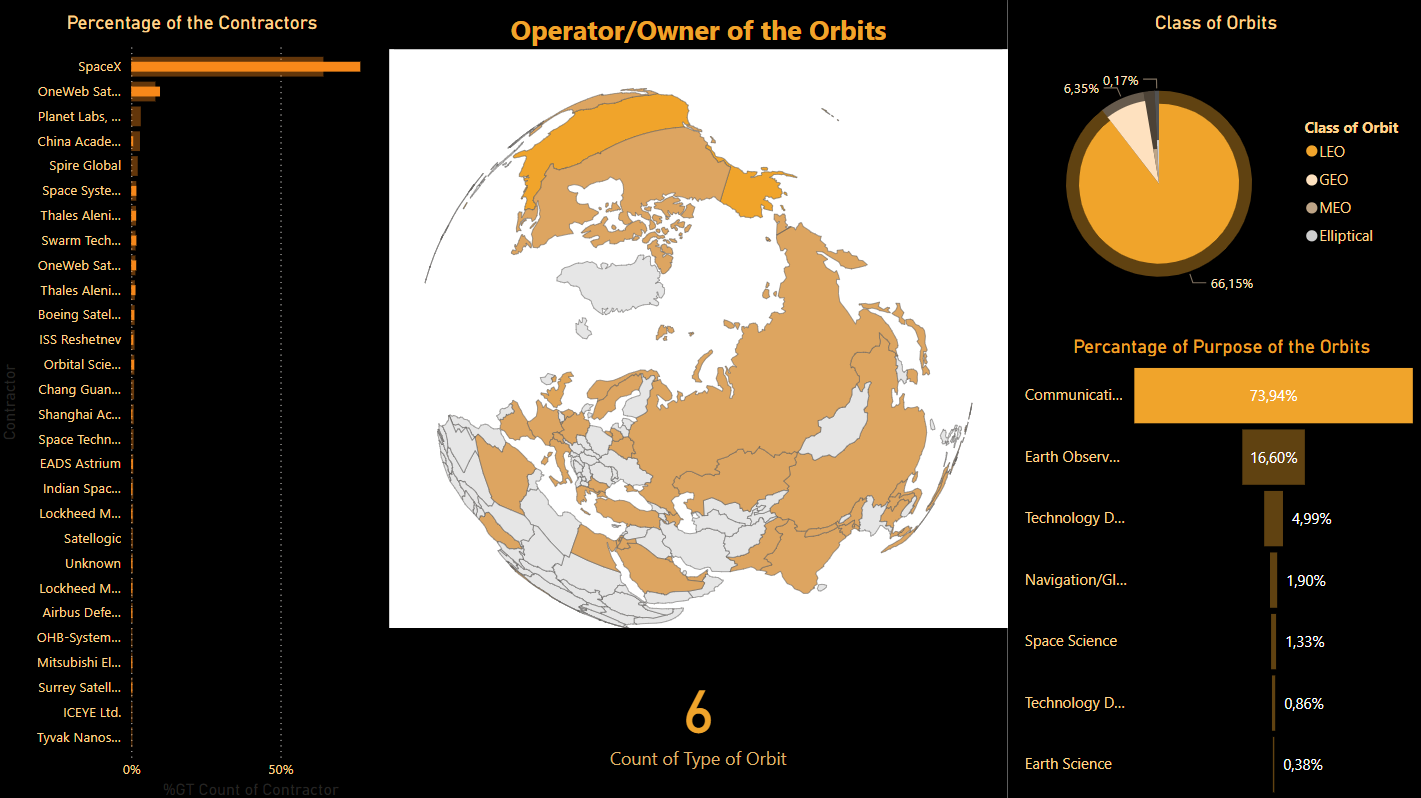 Percentage of the Contractors
SpaceX
OneWeb Sat...
Planet Labs, ...
China Acade...
Spire Global
Space Syste...
Thales Aleni...
Swarm Tech...
OneWeb Sat...
Thales Aleni...
Boeing Satel...
ISS Reshetnev
Orbital Scie...
Chang Guan...
Shanghai Ac...
Space Techn...
EADS Astrium
Indian Spac...
Lockheed M...
Satellogic
Unknown
Lockheed M...
Airbus Defe...
OHB-System...
Mitsubishi El...
Surrey Satell...
ICEYE Ltd.
Tyvak Nanos...
0%
50%
Contractor
%GT Count of Contractor
Operator/Owner of the Orbits
6
Count of Type of Orbit
Class of Orbits
6,35%
0,17%
66,15%
Class of Orbit
LEO
GEO
MEO
Elliptical
Percantage of Purpose of the Orbits
Communicati...
73,94%
Earth Observ...
16,60%
Technology D...
4,99%
Navigation/Gl...
1,90%
Space Science
1,33%
Technology D...
0,86%
Earth Science
0,38%